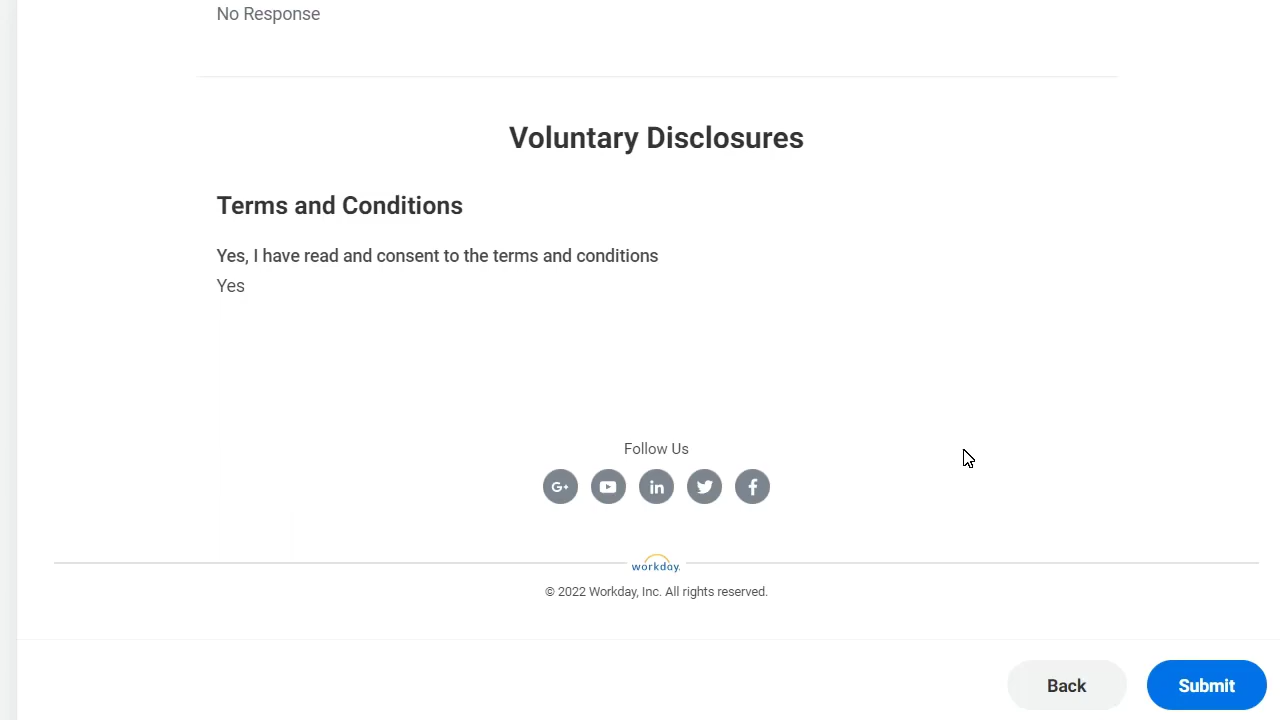 No Response
Voluntary Disclosures
Terms and Conditions
Yes, I have read and consent to the terms and conditions
Yes
Follow Us
G+
in
f
workday.
© 2022 Workday, Inc. All rights reserved.
Back
Submit